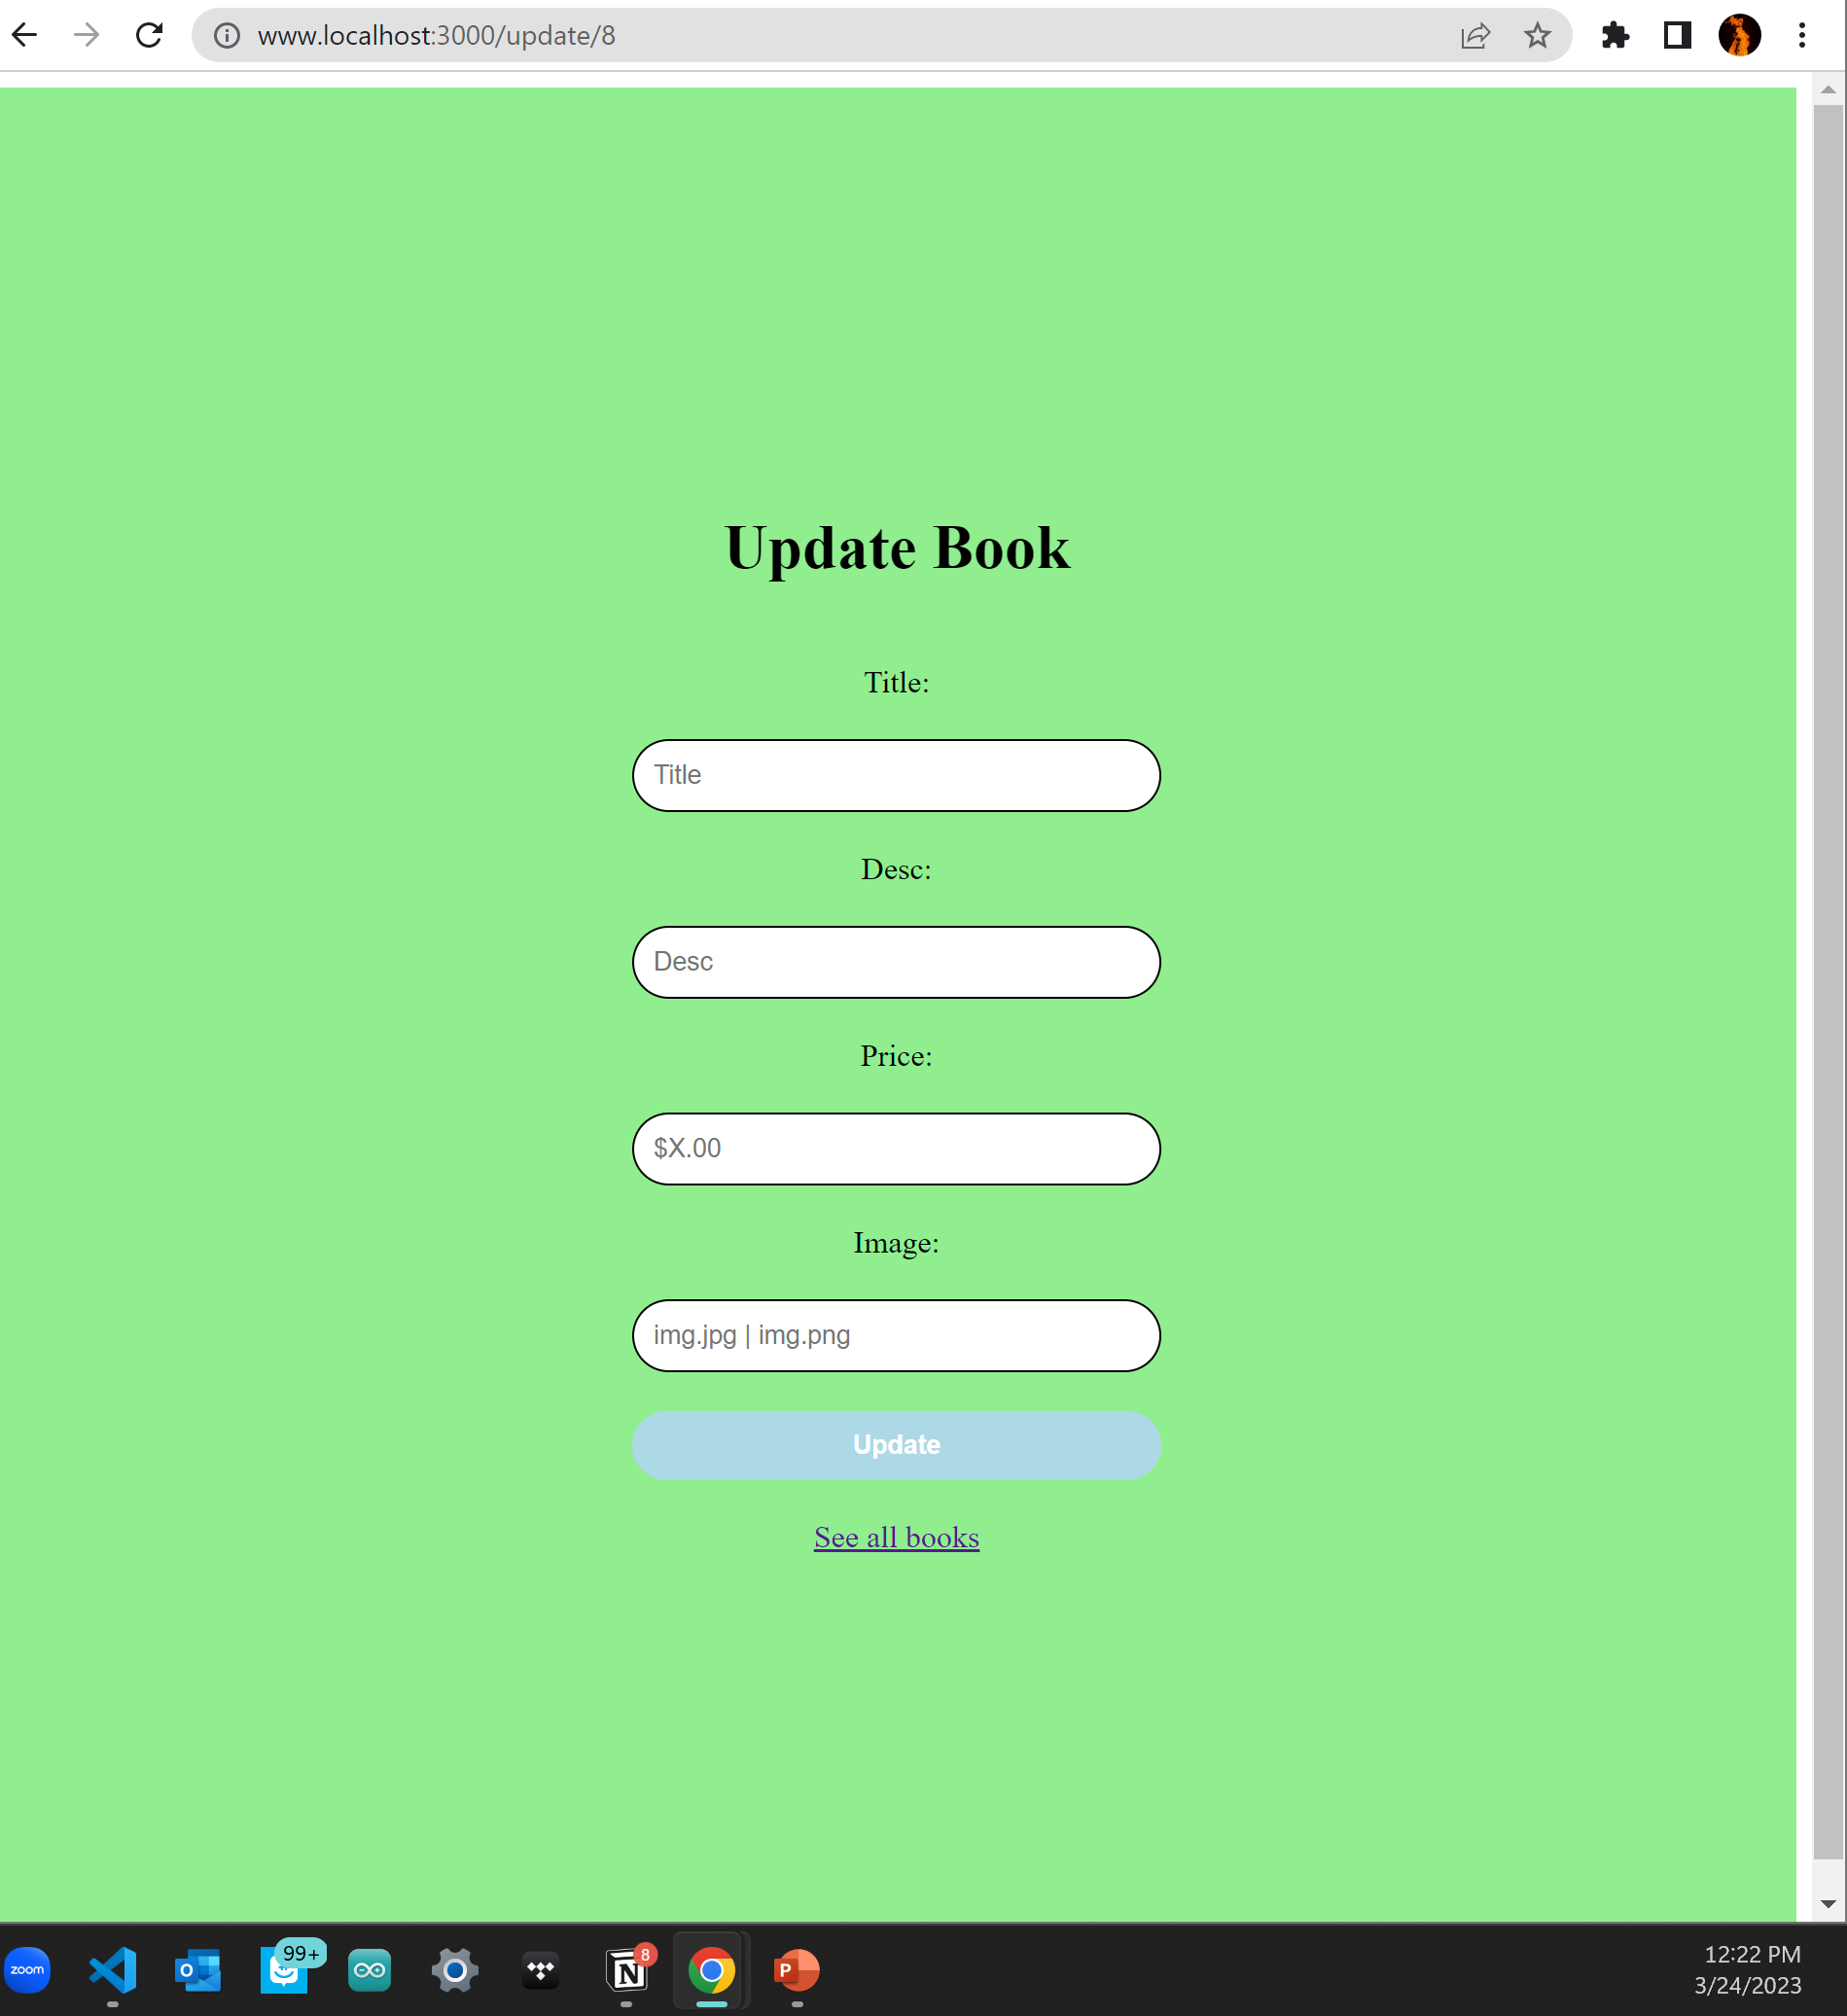 www.localhost:3000/update/8
Update Book
Title:
Title
Desc:
Desc
Price:
$X.00
Image:
img.jpg | img.png
Update
See all books
zoom
O
99+
N
8
P
12:22 PM
3/24/2023